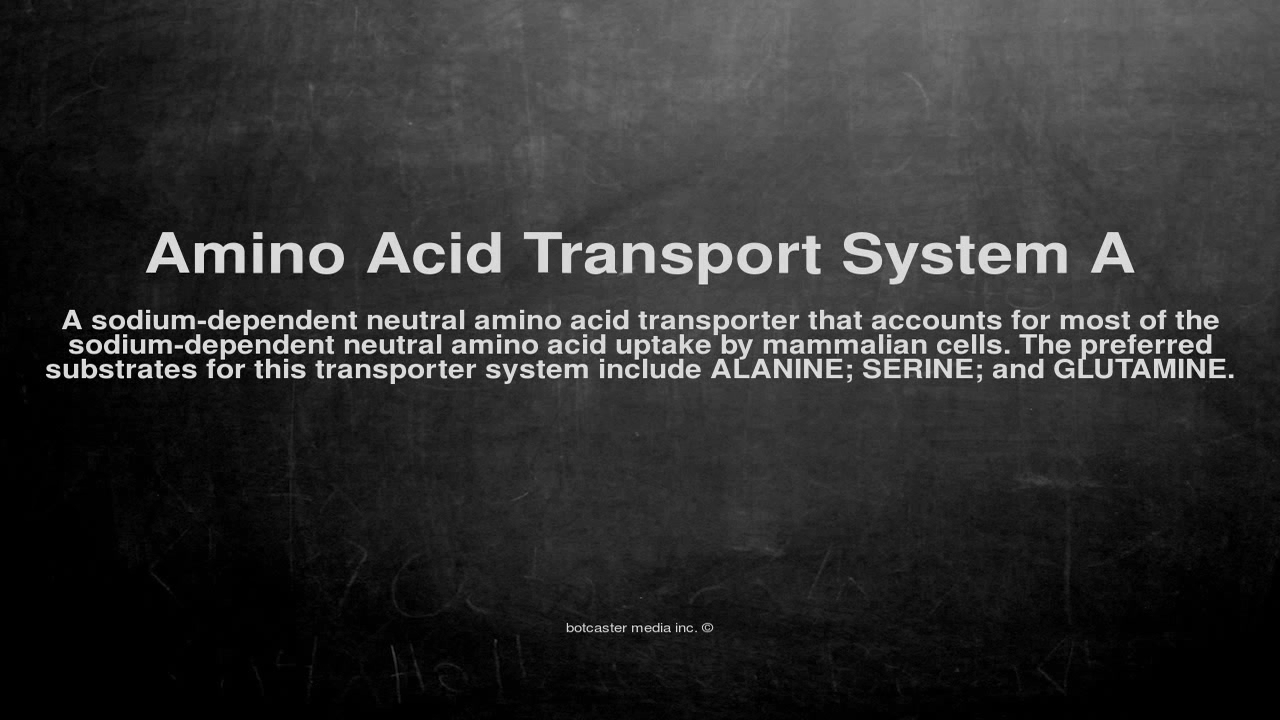 Amino Acid Transport System A
A sodium-dependent neutral amino acid transporter that accounts for most of the
sodium-dependent neutral amino acid uptake by mammalian cells. The preferred
substrates for this transporter system include ALANINE; SERINE; and GLUTAMINE.
botcaster media inc. ©